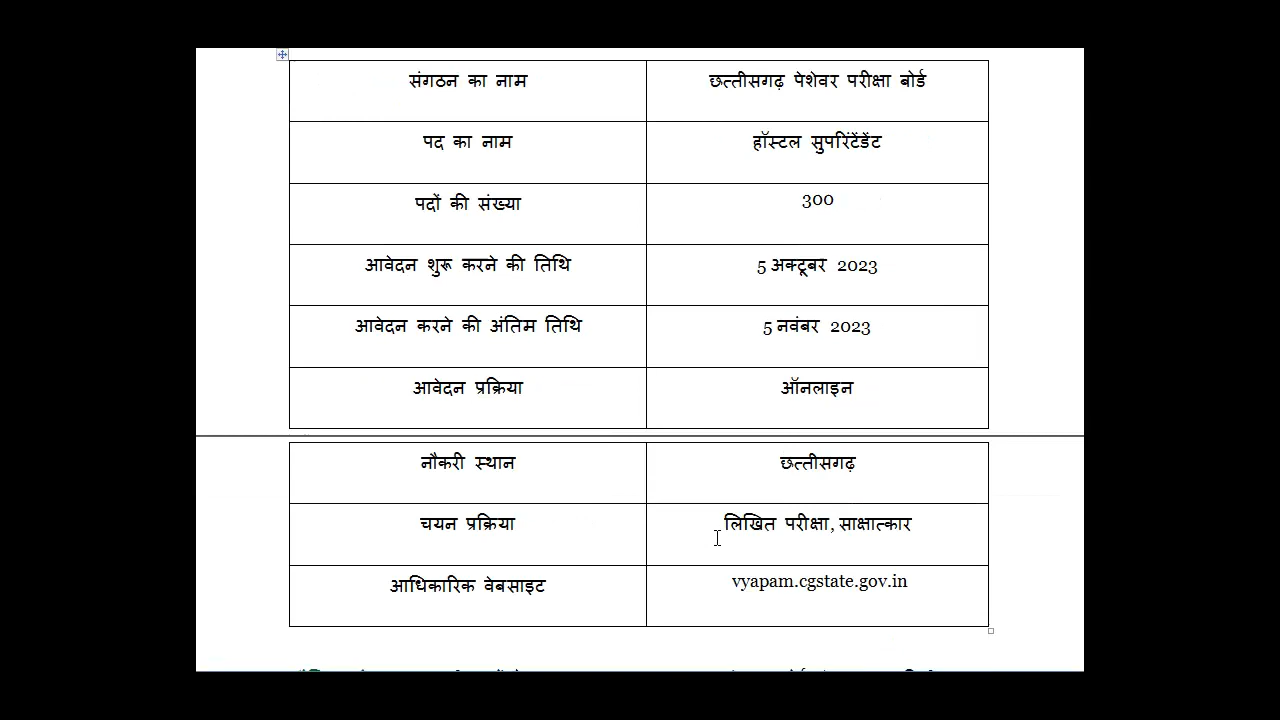 संगठन का नाम छत्तीसगढ़ पेशेवर परीक्षा बोर्ड
पद का नाम हॉस्टल सुपरिंटेंडेंट
पदों की संख्या 300
आवेदन शुरू करने की तिथि 5 अक्टूबर 2023
आवेदन करने की अंतिम तिथि 5 नवंबर 2023
आवेदन प्रक्रिया ऑनलाइन
नौकरी स्थान छत्तीसगढ़
चयन प्रक्रिया लिखित परीक्षा, साक्षात्कार
आधिकारिक वेबसाइट vyapam.cgstate.gov.in